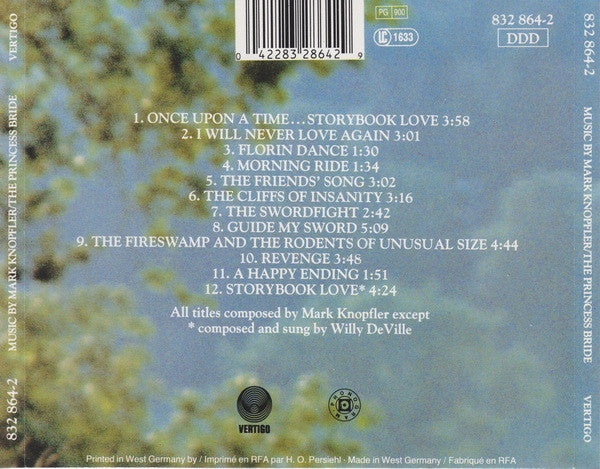 0 42283 28642 9
PG 900
LC 1633
832 864-2
DDD
832 864-2 MUSIC BY MARK KNOPFLER/THE PRINCESS BRIDE VERTIGO
1. ONCE UPON A TIME...STORYBOOK LOVE 3:58
2. I WILL NEVER LOVE AGAIN 3:01
3. FLORIN DANCE 1:30
4. MORNING RIDE 1:34
5. THE FRIENDS' SONG 3:02
6. THE CLIFFS OF INSANITY 3:16
7. THE SWORDFIGHT 2:42
8. GUIDE MY SWORD 5:09
9. THE FIRESWAMP AND THE RODENTS OF UNUSUAL SIZE 4:44
10. REVENGE 3:48
11. A HAPPY ENDING 1:51
12. STORYBOOK LOVE* 4:24
All titles composed by Mark Knopfler except
* composed and sung by Willy DeVille
VERTIGO
PHONOGRAM
Printed in West Germany by / Imprimé en RFA par H. O. Persiehl · Made in West Germany / Fabriqué en RFA
832 864-2 MUSIC BY MARK KNOPFLER/THE PRINCESS BRIDE VERTIGO